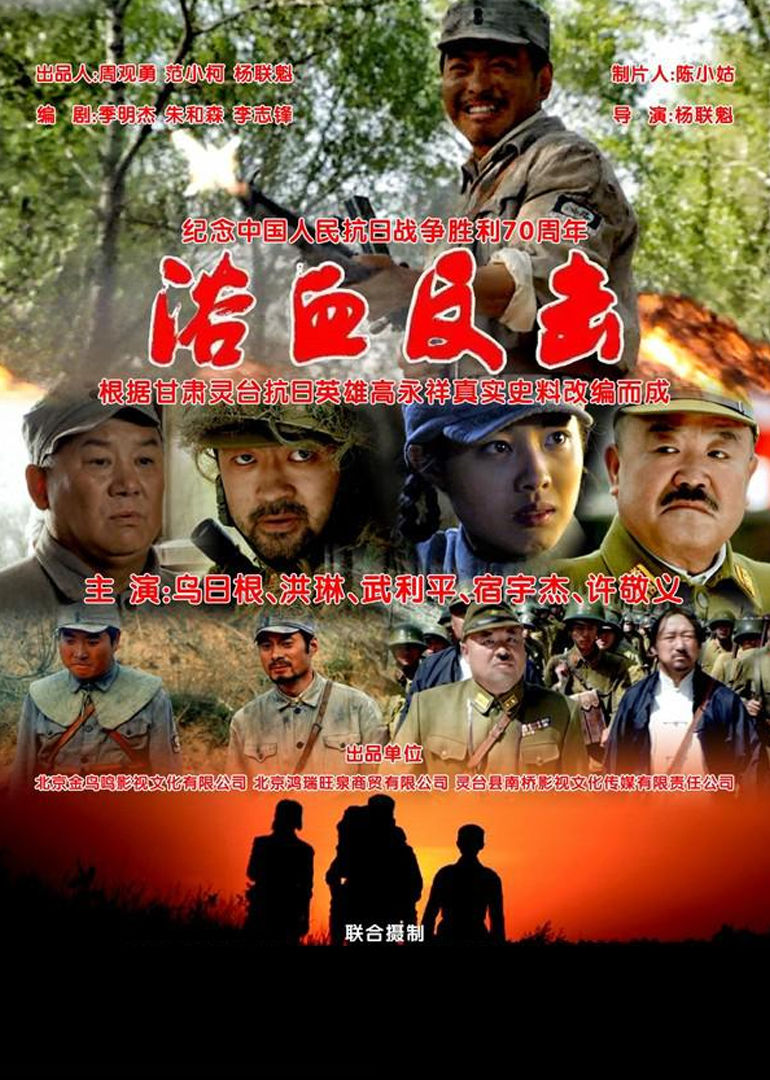 出品人:周观勇 范小柯 杨联魁
制片人:陈小姑
编 剧:季明杰 朱和森 李志锋
导 演:杨联魁
纪念中国人民抗日战争胜利70周年
浴血反击
根据甘肃灵台抗日英雄高永祥真实史料改编而成
主 演:乌日根、洪琳、武利平、宿宇杰、许敬义
出品单位
北京金乌鸣影视文化有限公司 北京鸿瑞旺泉商贸有限公司 灵台县南桥影视文化传媒有限责任公司
联合摄制